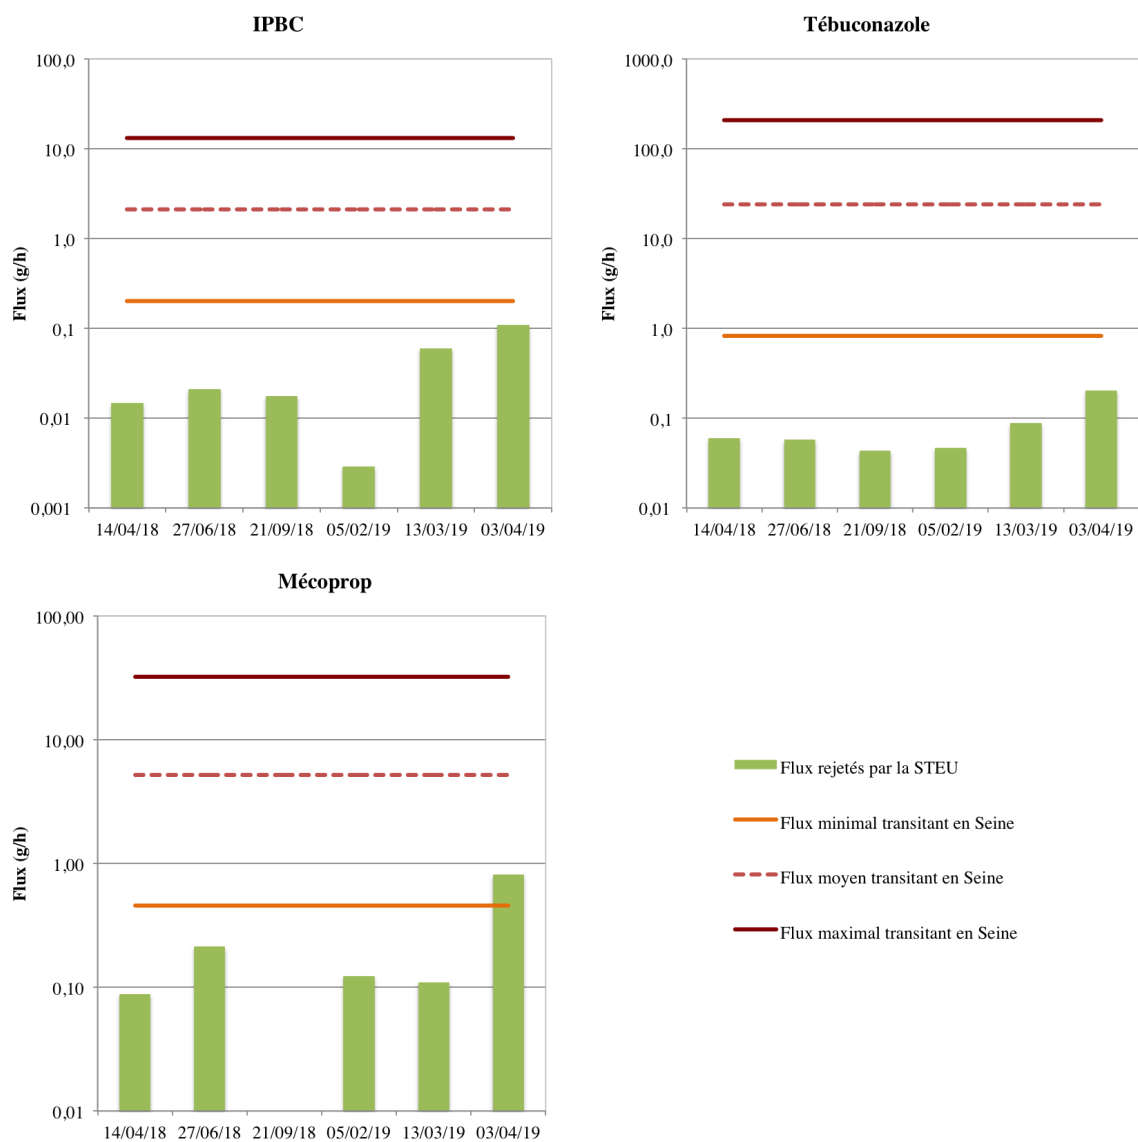 IPBC
Flux (g/h)
100,0
10,0
1,0
0,1
0,01
0,001
14/04/18 27/06/18 21/09/18 05/02/19 13/03/19 03/04/19
Tébuconazole
Flux (g/h)
1000,0
100,0
10,0
1,0
0,1
0,01
14/04/18 27/06/18 21/09/18 05/02/19 13/03/19 03/04/19
Mécoprop
Flux (g/h)
100,00
10,00
1,00
0,10
0,01
14/04/18 27/06/18 21/09/18 05/02/19 13/03/19 03/04/19
Flux rejetés par la STEU
Flux minimal transitant en Seine
Flux moyen transitant en Seine
Flux maximal transitant en Seine